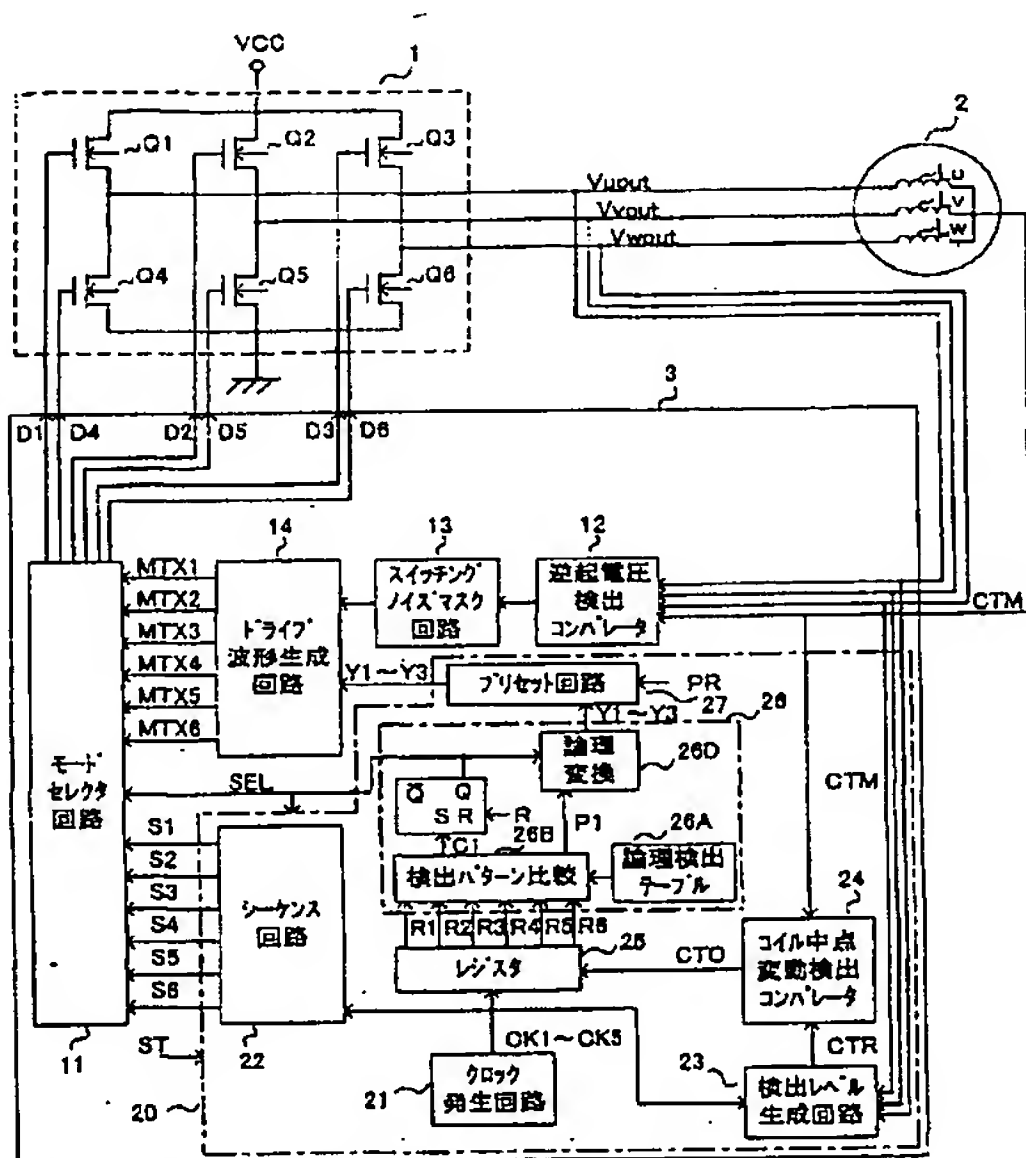 VCC
1
Q1
Q2
Q3
2
U
Vuout
V
Vvout
W
Vwout
Q4
Q5
Q6
3
D1
D4
D2
D5
D3
D6
14
13
12
MTX1
MTX2
MTX3
MTX4
MTX5
MTX6
ドライブ
波形生成
回路
スイッチング
ノイズマスク
回路
逆起電圧
検出
コンパレータ
CTM
Y1～Y3
プリセット回路
PR
27
26
Y1～Y3
論理
変換
26D
モード
セレクタ
回路
SEL
Q
Q
S R
R
C1
P1
26B
26A
検出パターン比較
論理検出
テーブル
CTM
S1
S2
S3
S4
S5
S6
シーケンス
回路
R1
R2
R3
R4
R5
R6
25
レジスタ
CTO
24
コイル中点
変動検出
コンパレータ
11
ST
22
CK1～CK5
CTR
21
クロック
発生回路
23
検出レベル
生成回路
20